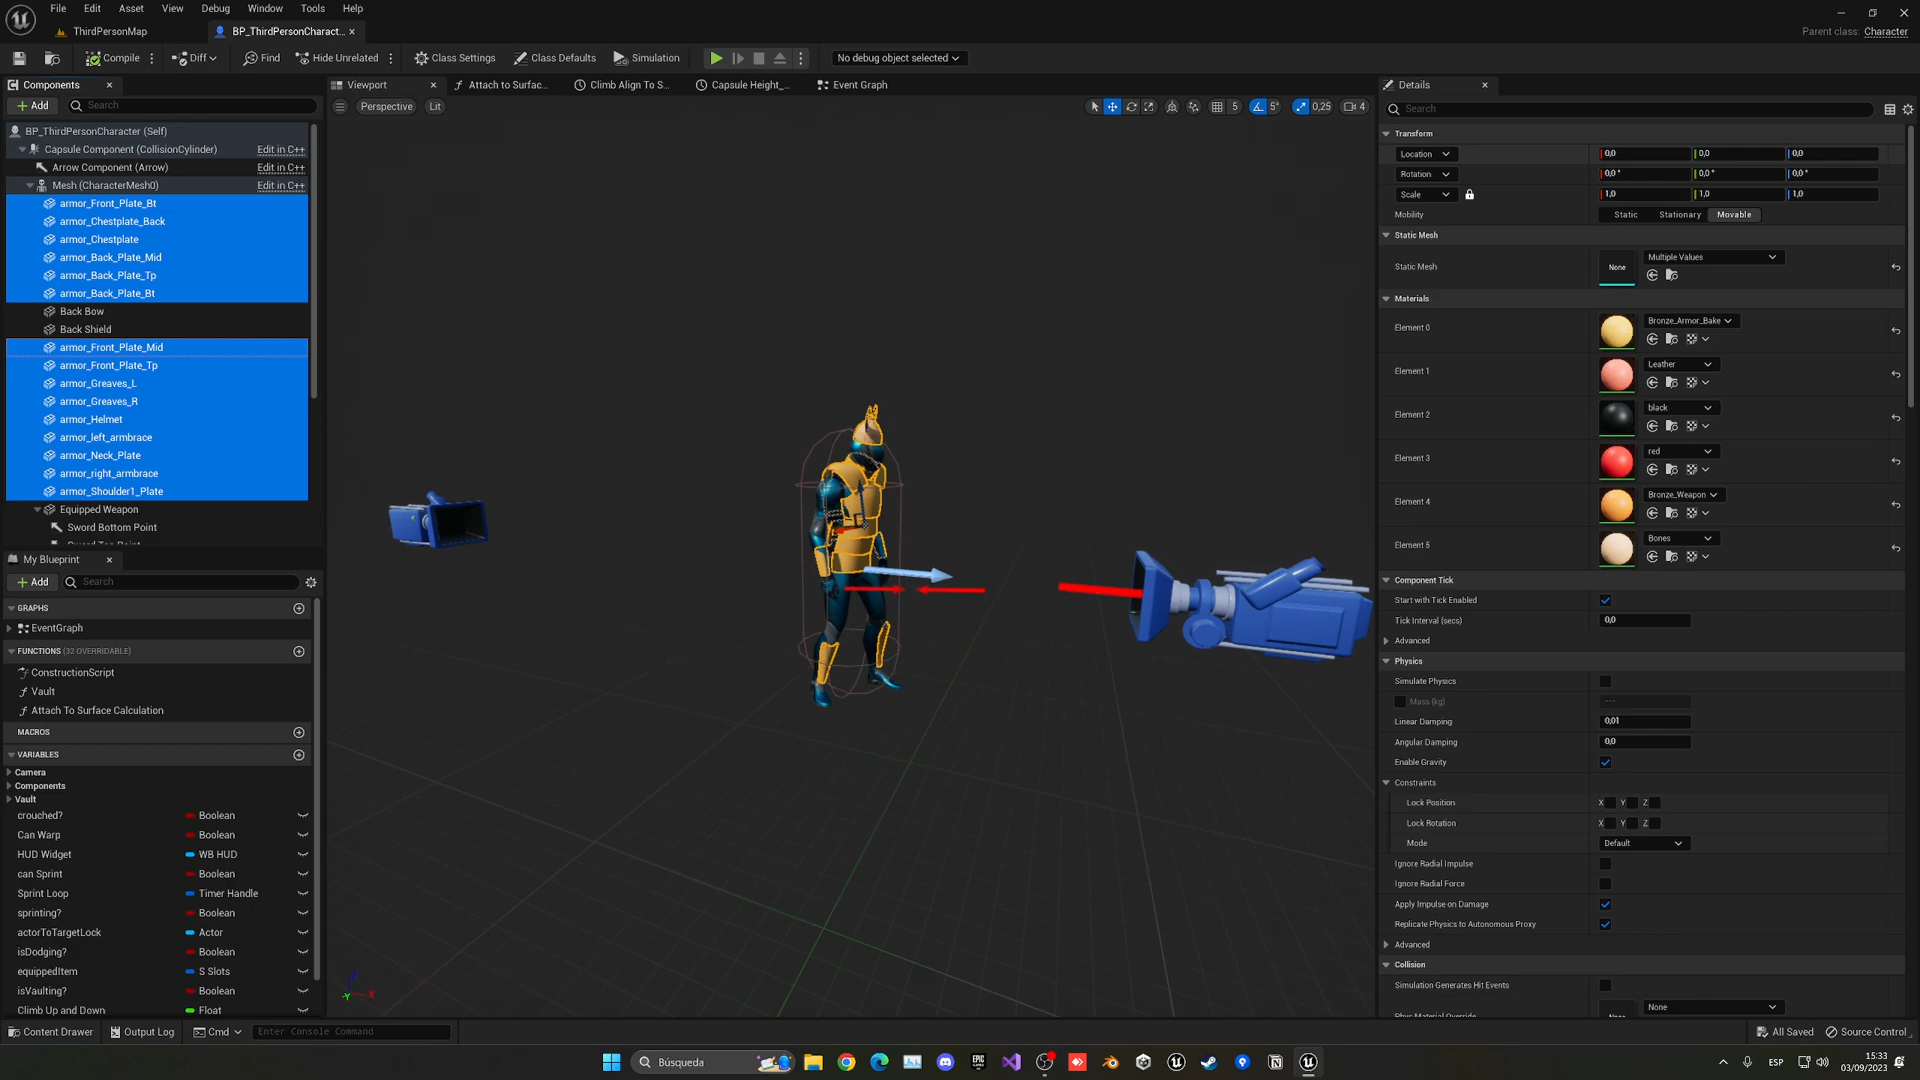 File Edit Asset View Debug Window Tools Help
ThirdPersonMap BP_ThirdPersonCharact... Parent class: Character
Compile Diff Find Hide Unrelated Class Settings Class Defaults Simulation No debug object selected
Components
Add Search
BP_ThirdPersonCharacter (Self)
Capsule Component (CollisionCylinder) Edit in C++
Arrow Component (Arrow) Edit in C++
Mesh (CharacterMesh0) Edit in C++
armor_Front_Plate_Bt
armor_Chestplate_Back
armor_Chestplate
armor_Back_Plate_Mid
armor_Back_Plate_Tp
armor_Back_Plate_Bt
Back Bow
Back Shield
armor_Front_Plate_Mid
armor_Front_Plate_Tp
armor_Greaves_L
armor_Greaves_R
armor_Helmet
armor_left_armbrace
armor_Neck_Plate
armor_right_armbrace
armor_Shoulder1_Plate
Equipped Weapon
Sword Bottom Point
My Blueprint
Add Search
GRAPHS
EventGraph
FUNCTIONS (32 OVERRIDABLE)
ConstructionScript
Vault
Attach To Surface Calculation
MACROS
VARIABLES
Camera
Components
Vault
crouched? Boolean
Can Warp Boolean
HUD Widget WB HUD
can Sprint Boolean
Sprint Loop Timer Handle
sprinting? Boolean
actorToTargetLock Actor
isDodging? Boolean
equippedItem S Slots
isVaulting? Boolean
Climb Up and Down Float
Viewport Attach to Surfac... Climb Align To S... Capsule Height_... Event Graph
Perspective Lit 5 5° 0,25 4
Z
Y X
Details
Search
Transform
Location 0,0 0,0 0,0
Rotation 0,0 ° 0,0 ° 0,0 °
Scale 1,0 1,0 1,0
Mobility Static Stationary Movable
Static Mesh
Static Mesh None Multiple Values
Materials
Element 0 Bronze_Armor_Bake
Element 1 Leather
Element 2 black
Element 3 red
Element 4 Bronze_Weapon
Element 5 Bones
Component Tick
Start with Tick Enabled
Tick Interval (secs) 0,0
Advanced
Physics
Simulate Physics
Mass (kg) ---
Linear Damping 0,01
Angular Damping 0,0
Enable Gravity
Constraints
Lock Position X Y Z
Lock Rotation X Y Z
Mode Default
Ignore Radial Impulse
Ignore Radial Force
Apply Impulse on Damage
Replicate Physics to Autonomous Proxy
Advanced
Collision
Simulation Generates Hit Events
Phys Material Override None
Content Drawer Output Log Cmd Enter Console Command All Saved Source Control
Búsqueda ESP 15:33
03/09/2023